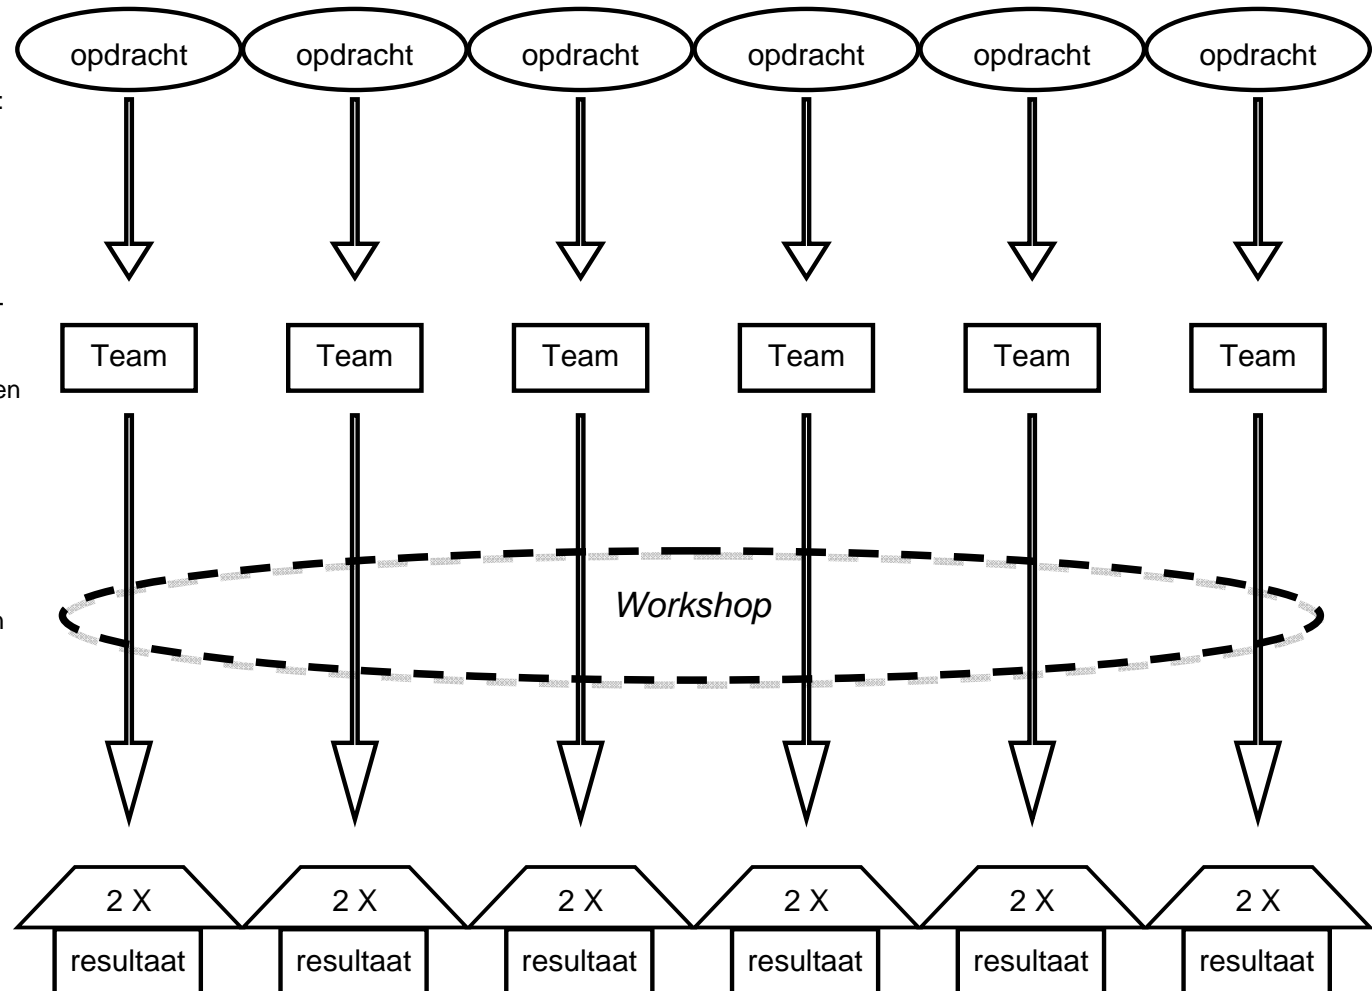 opdracht opdracht opdracht opdracht opdracht opdracht
:
-
Team Team Team Team Team Team
en
Workshop
n
2 X 2 X 2 X 2 X 2 X 2 X
resultaat resultaat resultaat resultaat resultaat resultaat